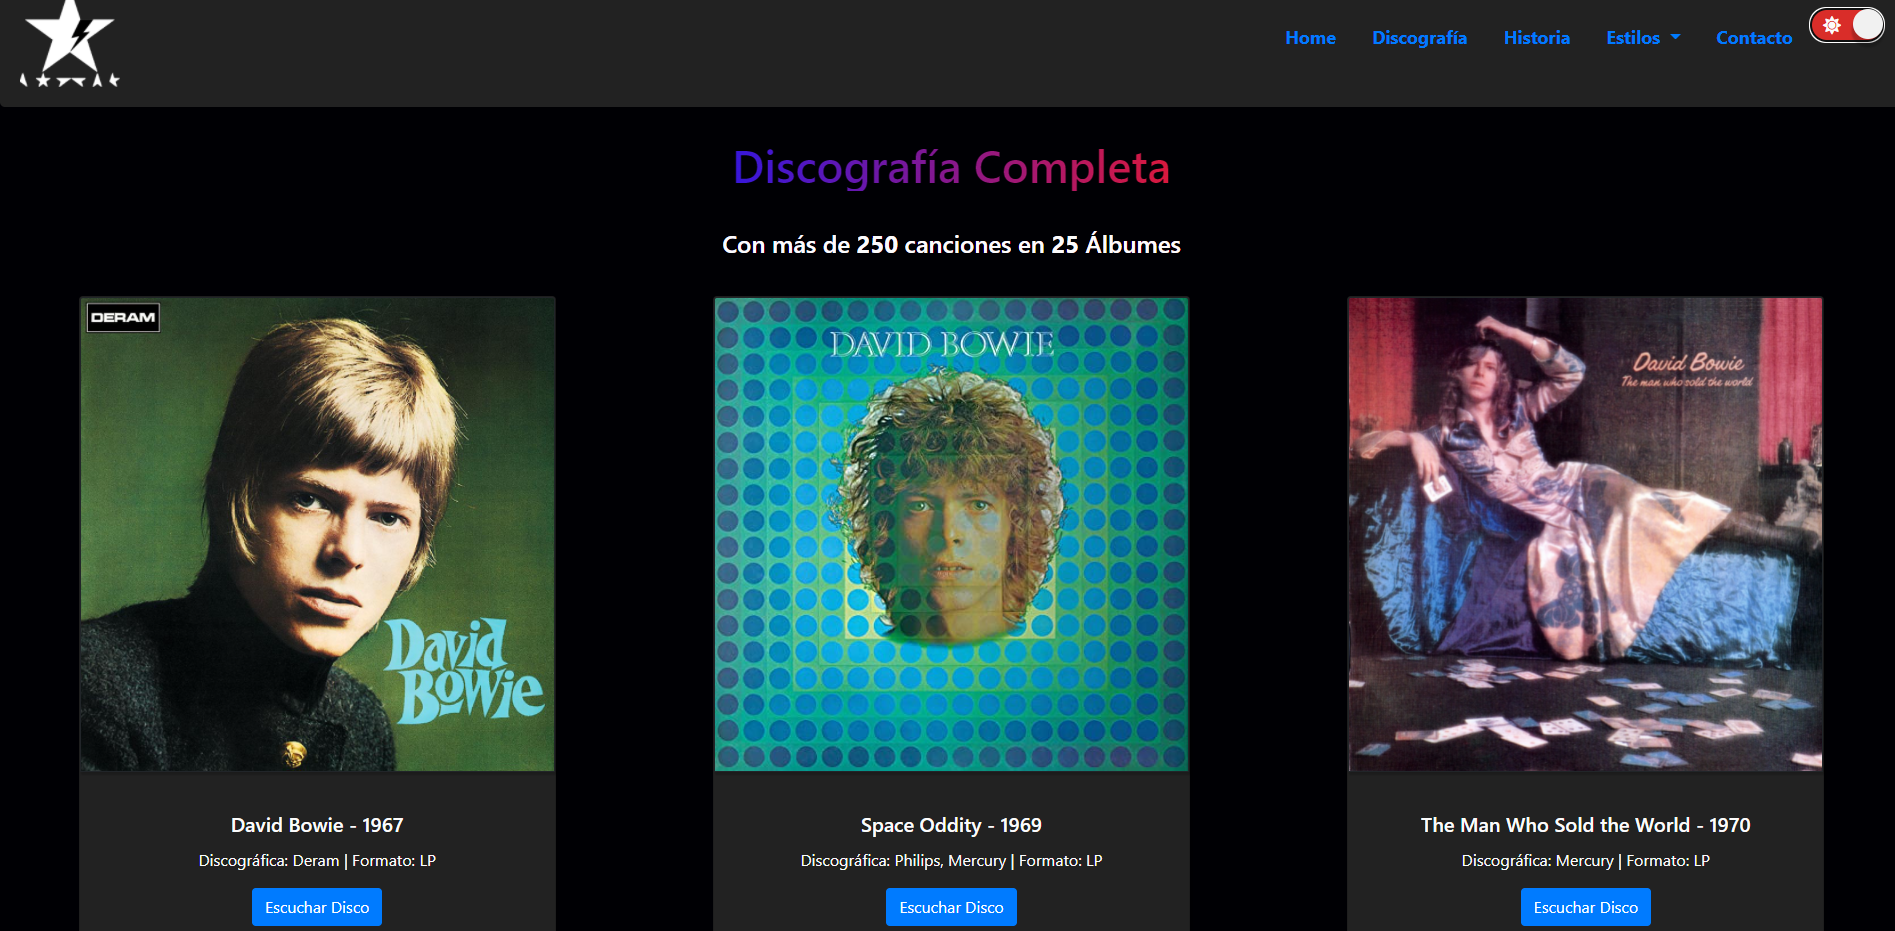 Home Discografía Historia Estilos Contacto
Discografía Completa
Con más de 250 canciones en 25 Álbumes
DERAM
David
Bowie
DAVID BOWIE
David Bowie
The man who sold the world
David Bowie - 1967
Discográfica: Deram | Formato: LP
Escuchar Disco
Space Oddity - 1969
Discográfica: Philips, Mercury | Formato: LP
Escuchar Disco
The Man Who Sold the World - 1970
Discográfica: Mercury | Formato: LP
Escuchar Disco